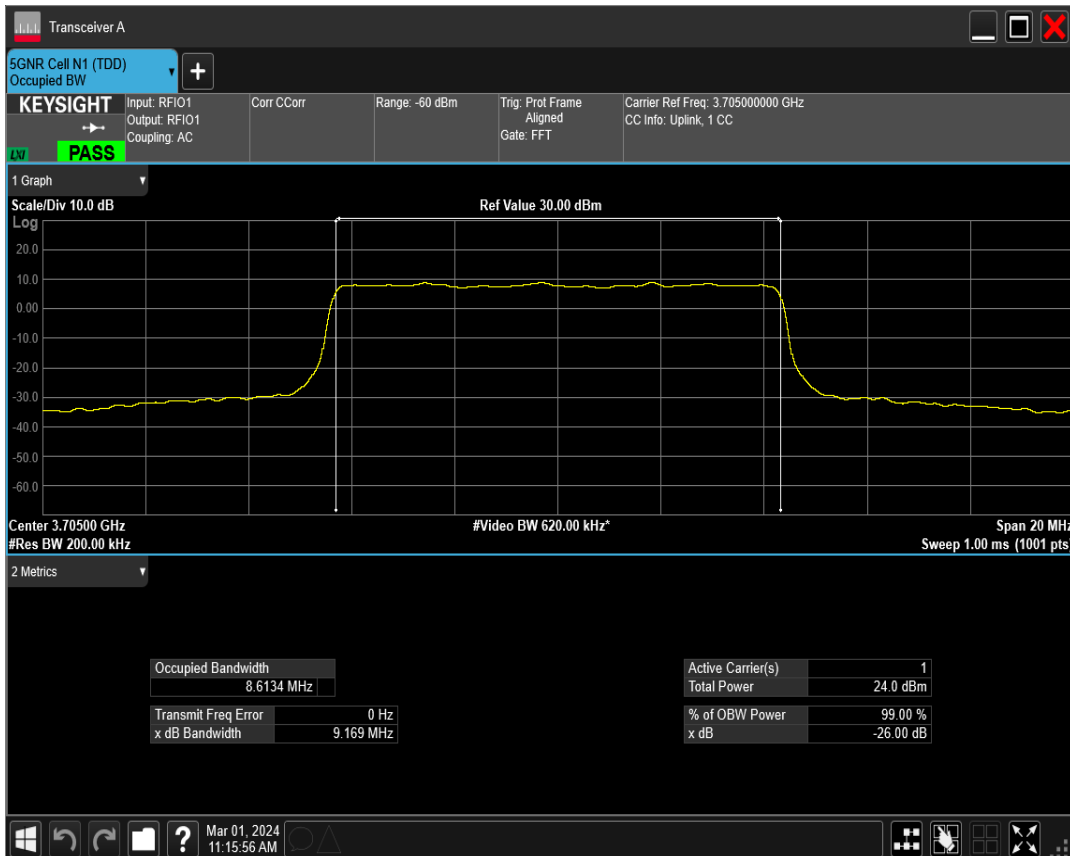 Transceiver A
5GNR Cell N1 (TDD)
Occupied BW
+
KEYSIGHT
LXI
PASS
Input: RFIO1
Output: RFIO1
Coupling: AC
Corr CCorr
Range: -60 dBm
Trig: Prot Frame
Aligned
Gate: FFT
Carrier Ref Freq: 3.705000000 GHz
CC Info: Uplink, 1 CC
1 Graph
Scale/Div 10.0 dB
Ref Value 30.00 dBm
Log
20.0
10.0
0.00
-10.0
-20.0
-30.0
-40.0
-50.0
-60.0
Center 3.70500 GHz
#Video BW 620.00 kHz*
Span 20 MHz
#Res BW 200.00 kHz
Sweep 1.00 ms (1001 pts)
2 Metrics
Occupied Bandwidth
8.6134 MHz
Transmit Freq Error 0 Hz
x dB Bandwidth 9.169 MHz
Active Carrier(s) 1
Total Power 24.0 dBm
% of OBW Power 99.00 %
x dB -26.00 dB
?
Mar 01, 2024
11:15:56 AM